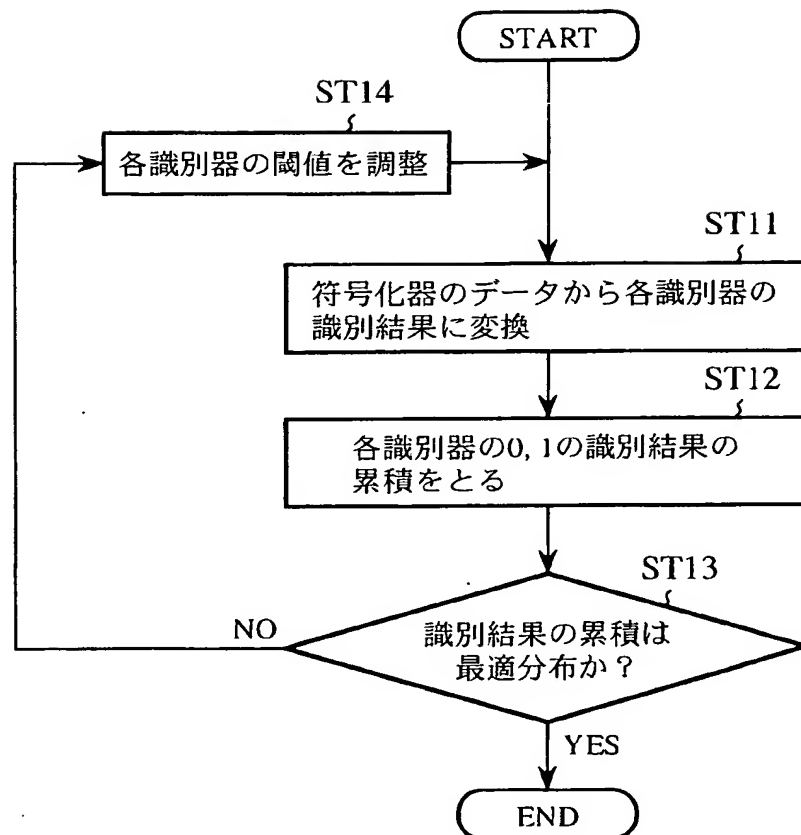 START
ST14
各識別器の閾値を調整
ST11
符号化器のデータから各識別器の
識別結果に変換
ST12
各識別器の0, 1の識別結果の
累積をとる
ST13
識別結果の累積は
最適分布か？
NO
YES
END